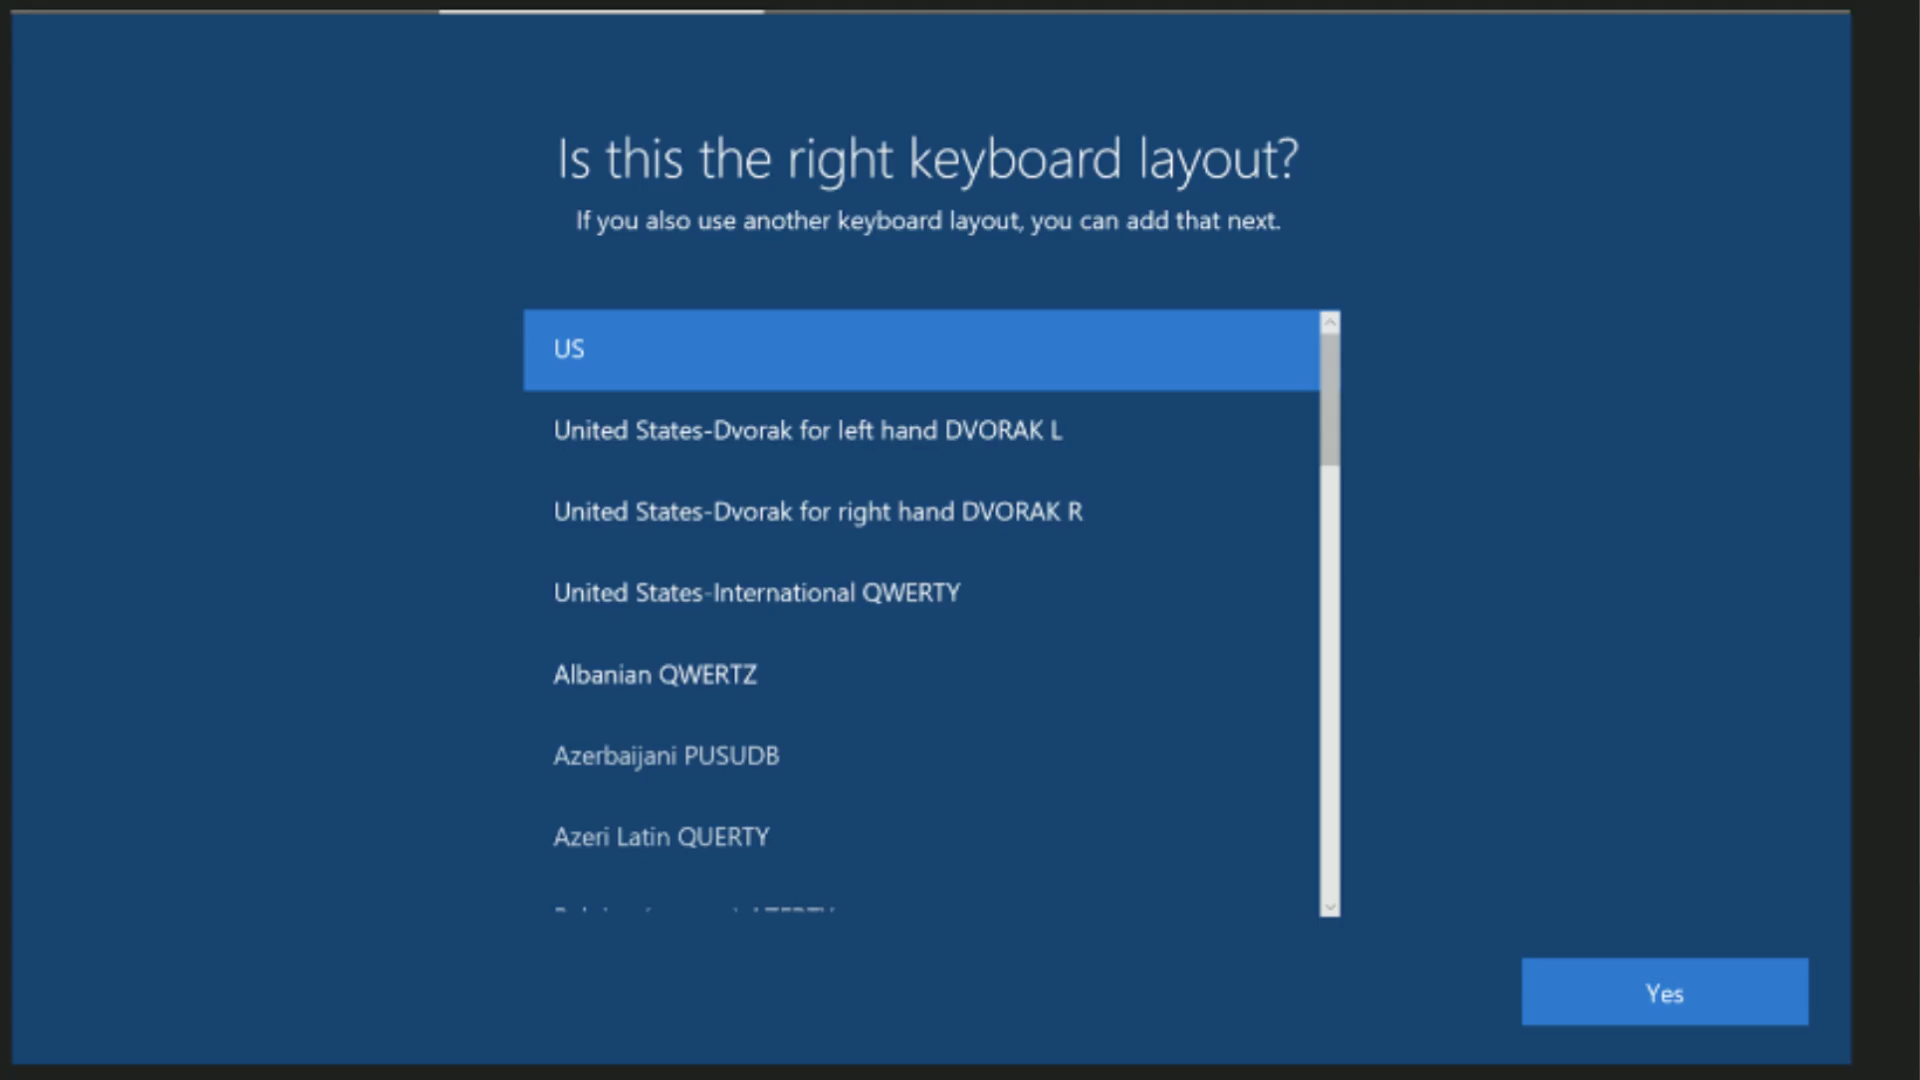 Is this the right keyboard layout?
If you also use another keyboard layout, you can add that next.
US
United States-Dvorak for left hand DVORAK L
United States-Dvorak for right hand DVORAK R
United States-International QWERTY
Albanian QWERTZ
Azerbaijani PUSUDB
Azeri Latin QUERTY
Yes